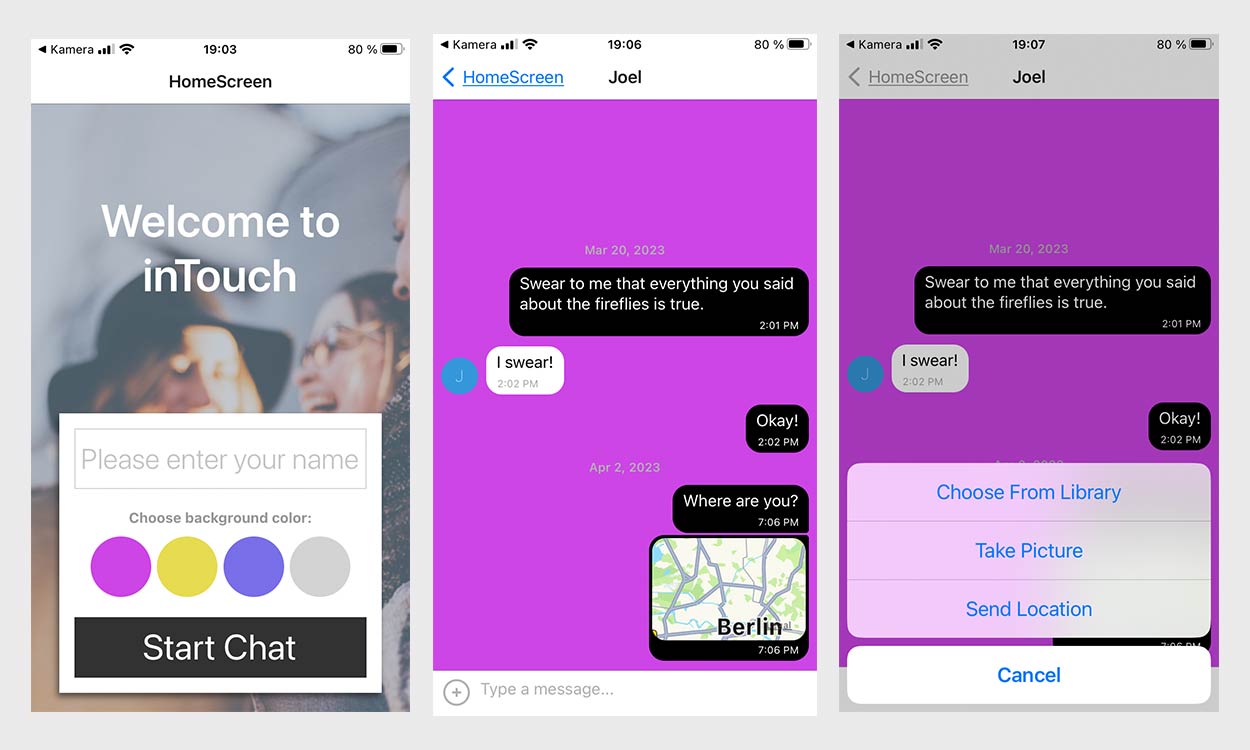 ◀ Kamera 19:03 80 %
HomeScreen
Welcome to
inTouch
Please enter your name
Choose background color:
Start Chat
◀ Kamera 19:06 80 %
HomeScreen Joel
Mar 20, 2023
Swear to me that everything you said
about the fireflies is true.
2:01 PM
J
I swear!
2:02 PM
Okay!
2:02 PM
Apr 2, 2023
Where are you?
7:06 PM
Berlin
7:06 PM
Type a message...
◀ Kamera 19:07 80 %
HomeScreen Joel
Mar 20, 2023
Swear to me that everything you said
about the fireflies is true.
2:01 PM
J
I swear!
2:02 PM
Okay!
2:02 PM
Choose From Library
Take Picture
Send Location
Cancel